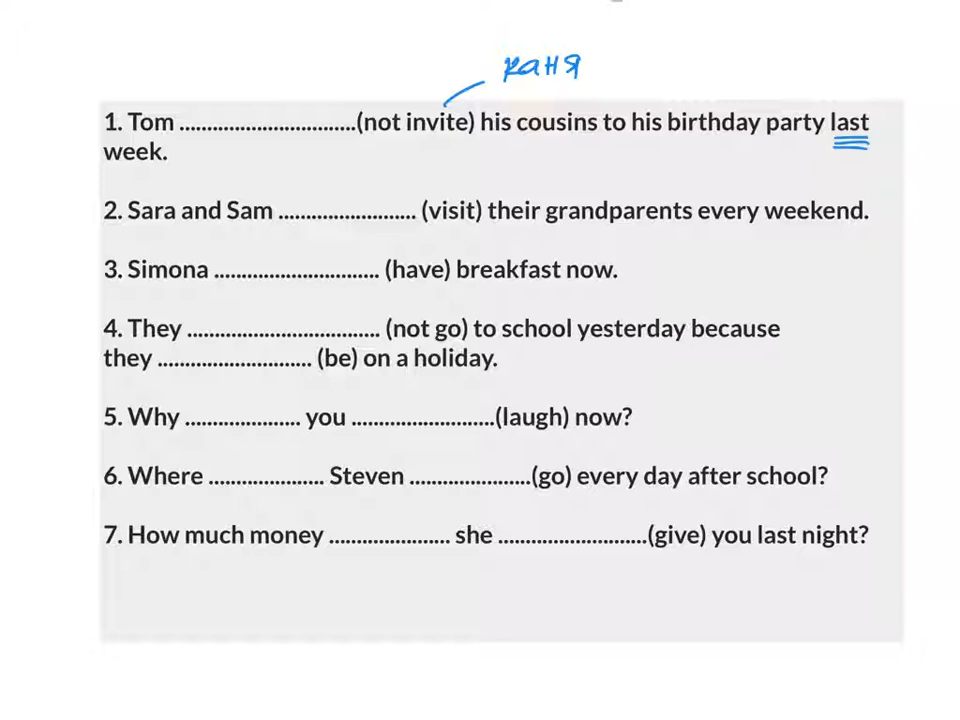 каня
1. Tom ................................(not invite) his cousins to his birthday party last
week.
2. Sara and Sam ......................... (visit) their grandparents every weekend.
3. Simona .............................. (have) breakfast now.
4. They ................................... (not go) to school yesterday because
they ............................ (be) on a holiday.
5. Why ..................... you ..........................(laugh) now?
6. Where ..................... Steven ......................(go) every day after school?
7. How much money ...................... she ...........................(give) you last night?